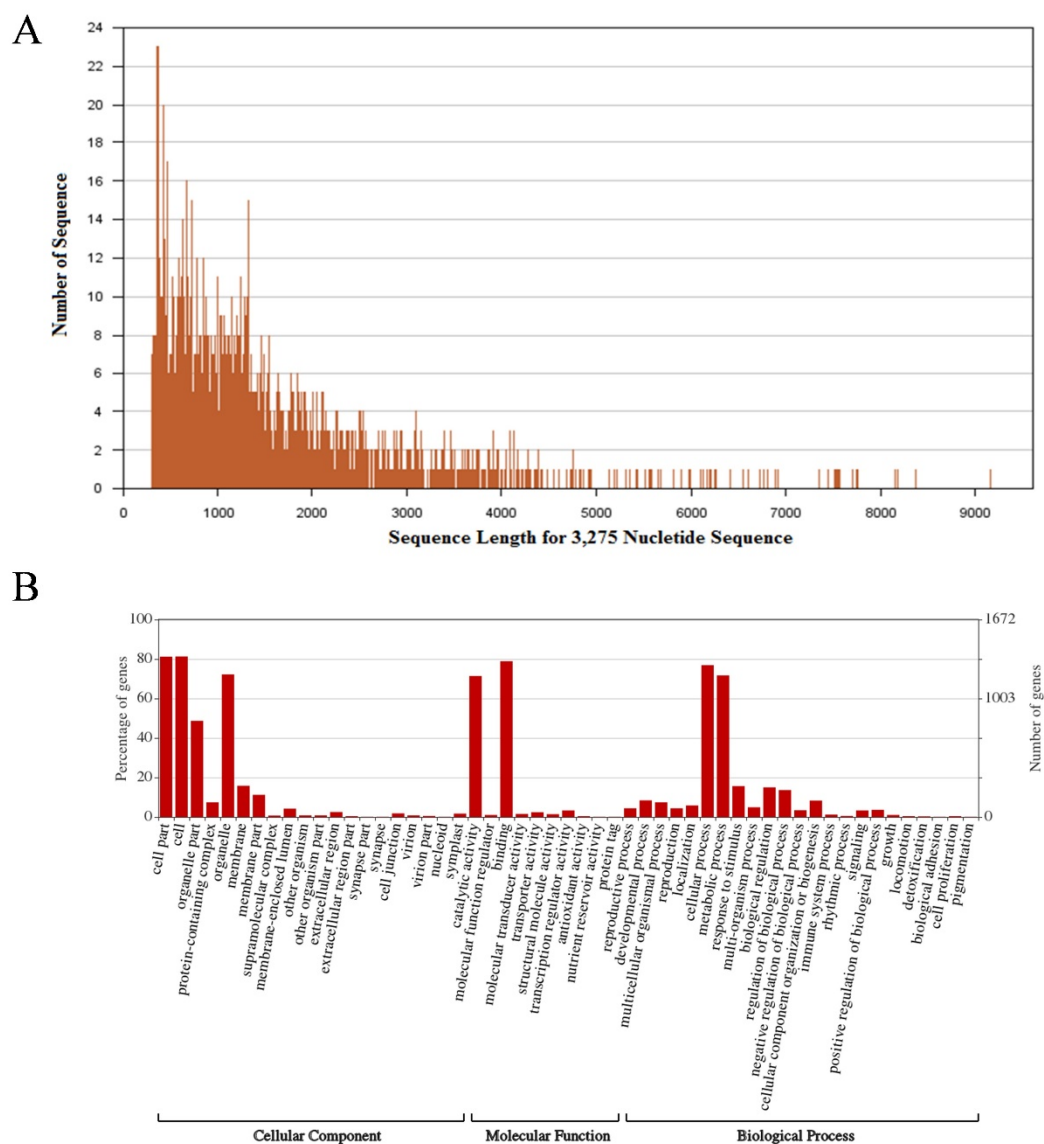 A
24
22
20
18
16
14
12
10
8
6
4
2
0
Number of Sequence
0 1000 2000 3000 4000 5000 6000 7000 8000 9000
Sequence Length for 3,275 Nucletide Sequence
B
100
80
60
40
20
0
Percentage of genes
1672
1003
0
Number of genes
cell part
cell
organelle part
protein-containing complex
organelle
membrane
membrane part
supramolecular complex
membrane-enclosed lumen
other organism
other organism part
extracellular region
extracellular region part
synapse part
synapse
cell junction
virion
virion part
nucleoid
symplast
catalytic activity
molecular function regulator
binding
molecular transducer activity
transporter activity
structural molecule activity
transcription regulator activity
antioxidant activity
nutrient reservoir activity
protein tag
reproductive process
developmental process
multicellular organismal process
reproduction
localization
cellular process
metabolic process
response to stimulus
multi-organism process
biological regulation
regulation of biological process
negative regulation of biological process
cellular component organization or biogenesis
immune system process
rhythmic process
signaling
positive regulation of biological process
growth
locomotion
detoxification
biological adhesion
cell proliferation
pigmentation
Cellular Component
Molecular Function
Biological Process